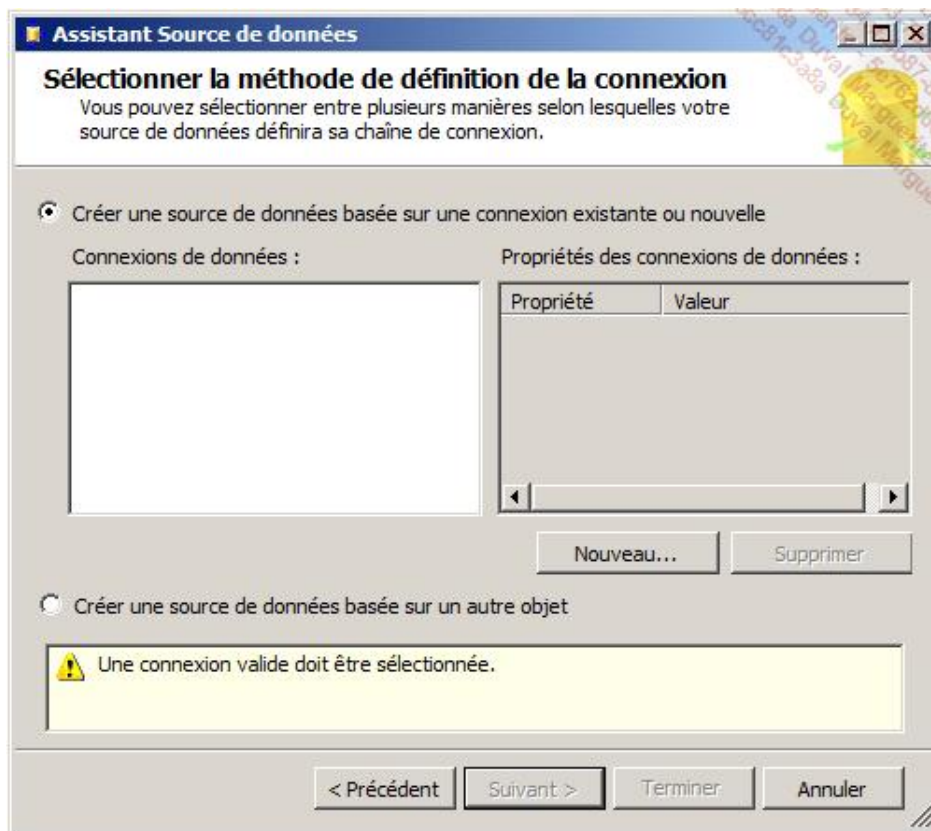 Assistant Source de données
Sélectionner la méthode de définition de la connexion
Vous pouvez sélectionner entre plusieurs manières selon lesquelles votre
source de données définira sa chaîne de connexion.
Créer une source de données basée sur une connexion existante ou nouvelle
Connexions de données :
Propriétés des connexions de données :
Propriété Valeur
Nouveau... Supprimer
Créer une source de données basée sur un autre objet
Une connexion valide doit être sélectionnée.
< Précédent Suivant > Terminer Annuler